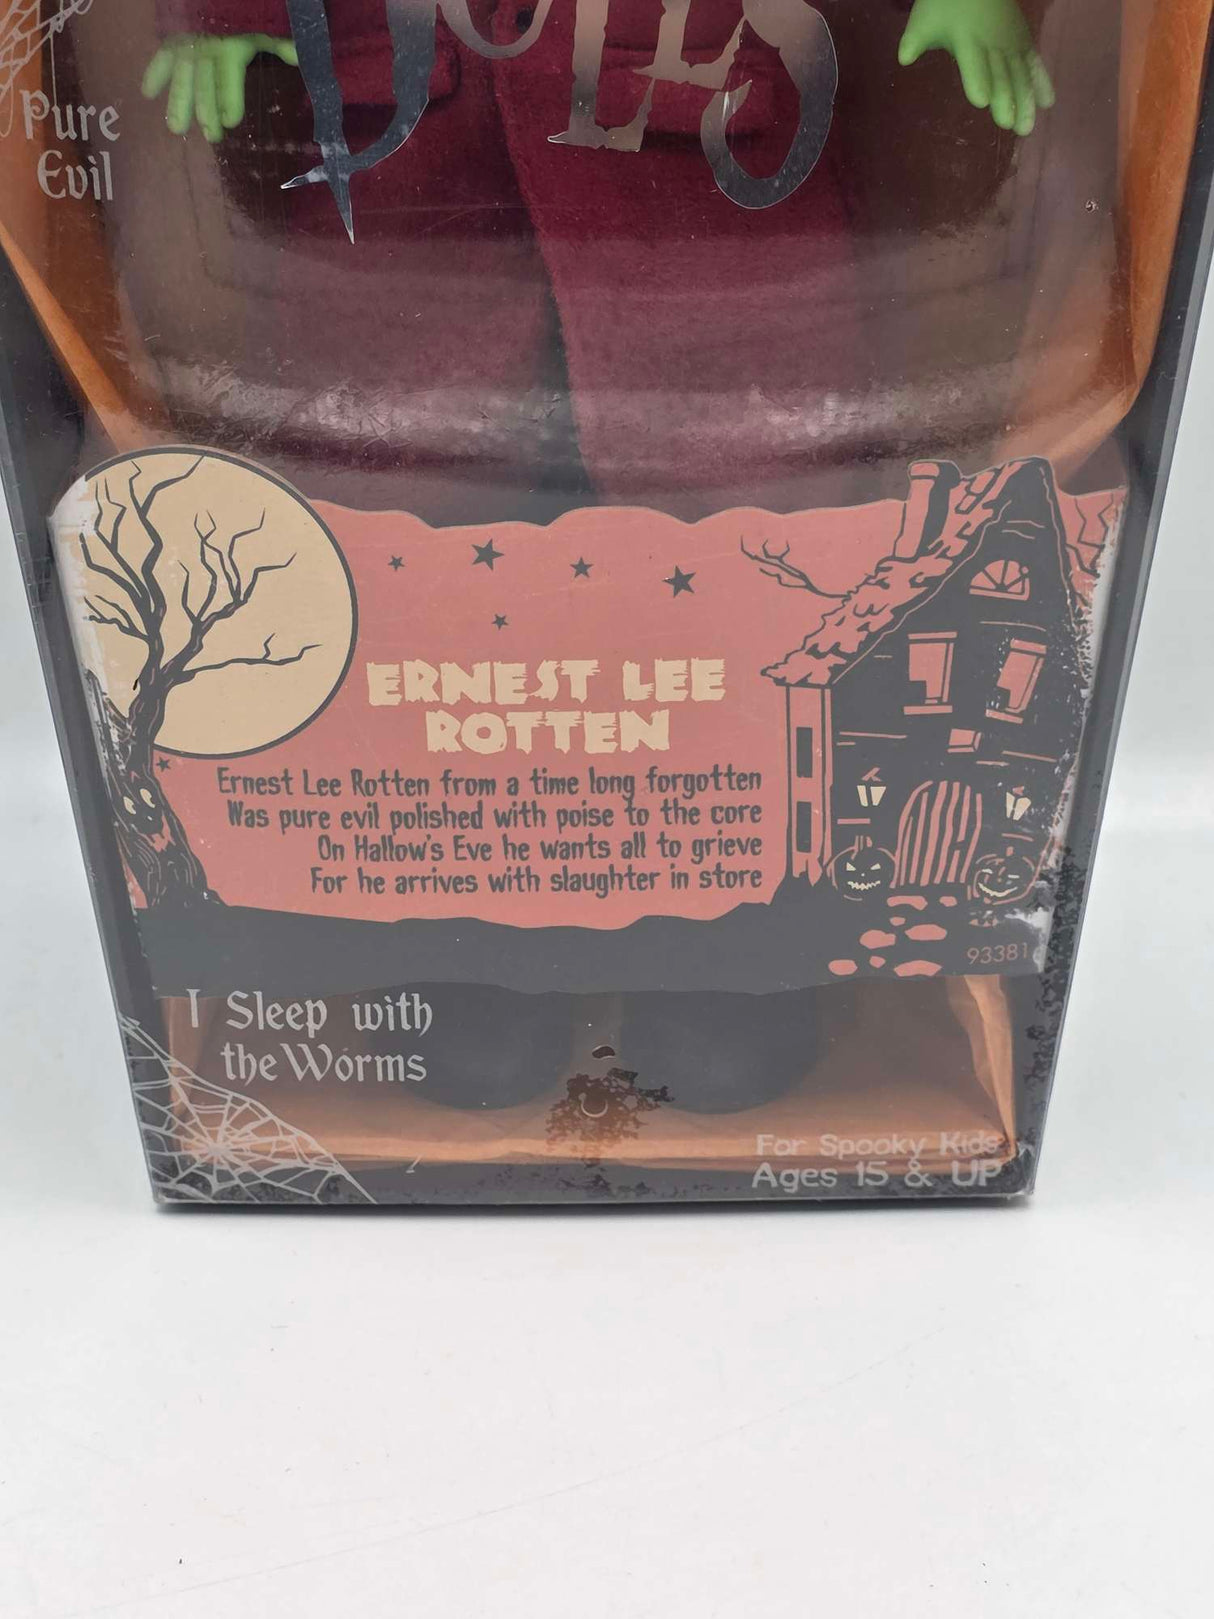 DOLLS
Pure
Evil
ERNEST LEE
ROTTEN
Ernest Lee Rotten from a time long forgotten
Was pure evil polished with poise to the core
On Hallow's Eve he wants all to grieve
For he arrives with slaughter in store
93381
I Sleep with
the Worms
For Spooky Kids
Ages 15 & UP